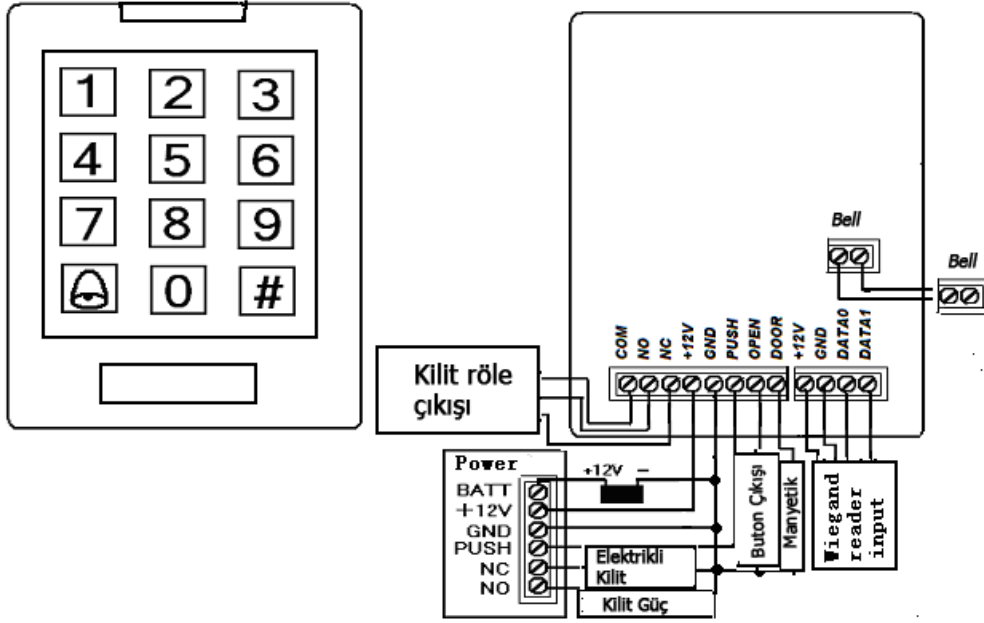 1 2 3
4 5 6
7 8 9
0 #
Bell
Bell
COM NO NC +12V GND PUSH OPEN DOOR +12V GND DATA0 DATA1
Kilit röle
çıkışı
Power
BATT
+12V
GND
PUSH
NC
NO
+12V −
Elektrikli
Kilit
Kilit Güç
Buton Çıkışı
Manyetik
Wiegand
reader
input